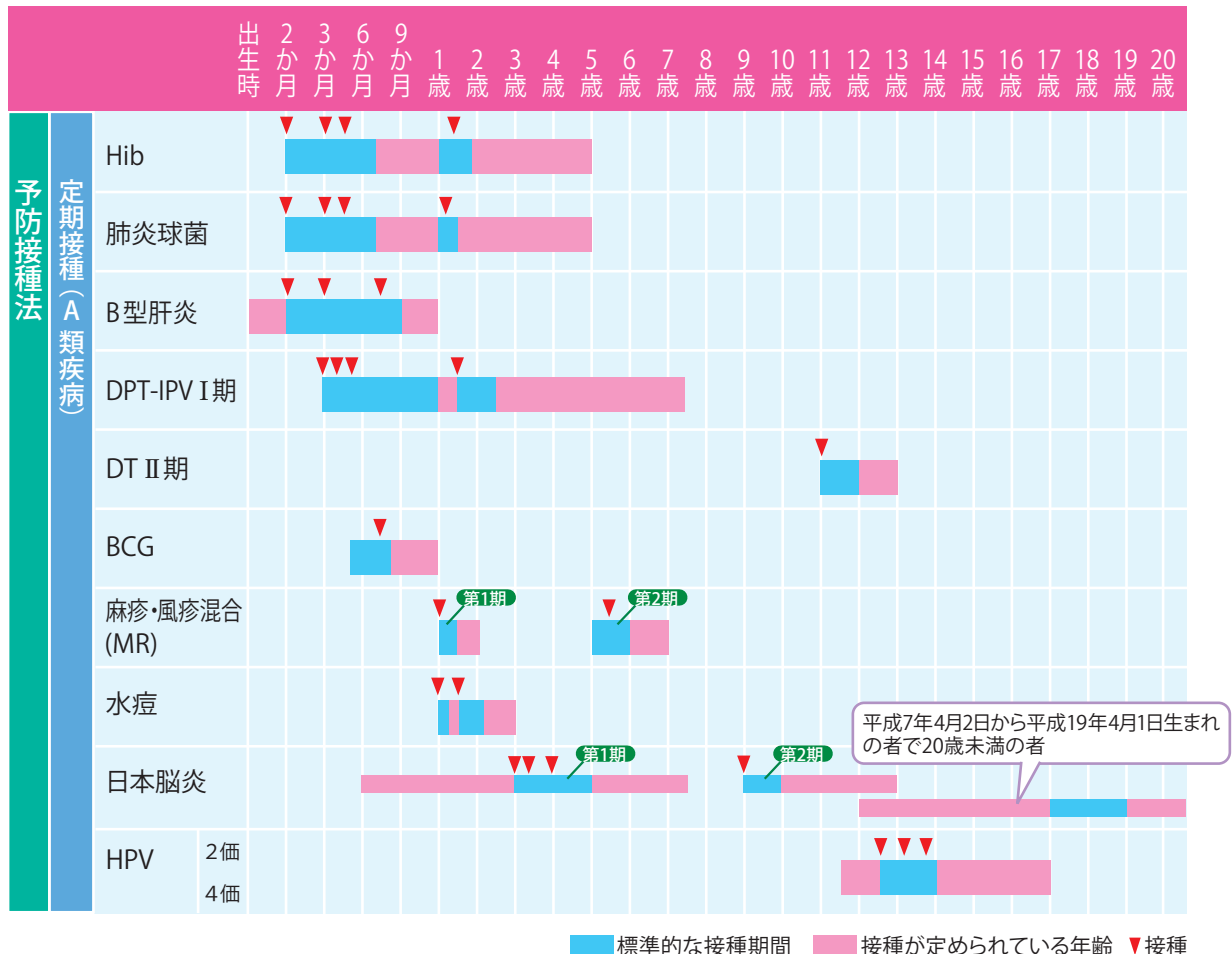 出生時
2か月
3か月
6か月
9か月
1歳
2歳
3歳
4歳
5歳
6歳
7歳
8歳
9歳
10歳
11歳
12歳
13歳
14歳
15歳
16歳
17歳
18歳
19歳
20歳
予防接種法
定期接種(A類疾病)
Hib
肺炎球菌
B型肝炎
DPT-IPV I期
DT II期
BCG
麻疹・風疹混合
(MR)
第1期
第2期
水痘
平成7年4月2日から平成19年4月1日生まれ
の者で20歳未満の者
日本脳炎
第1期
第2期
HPV
2価
4価
標準的な接種期間
接種が定められている年齢
▼接種